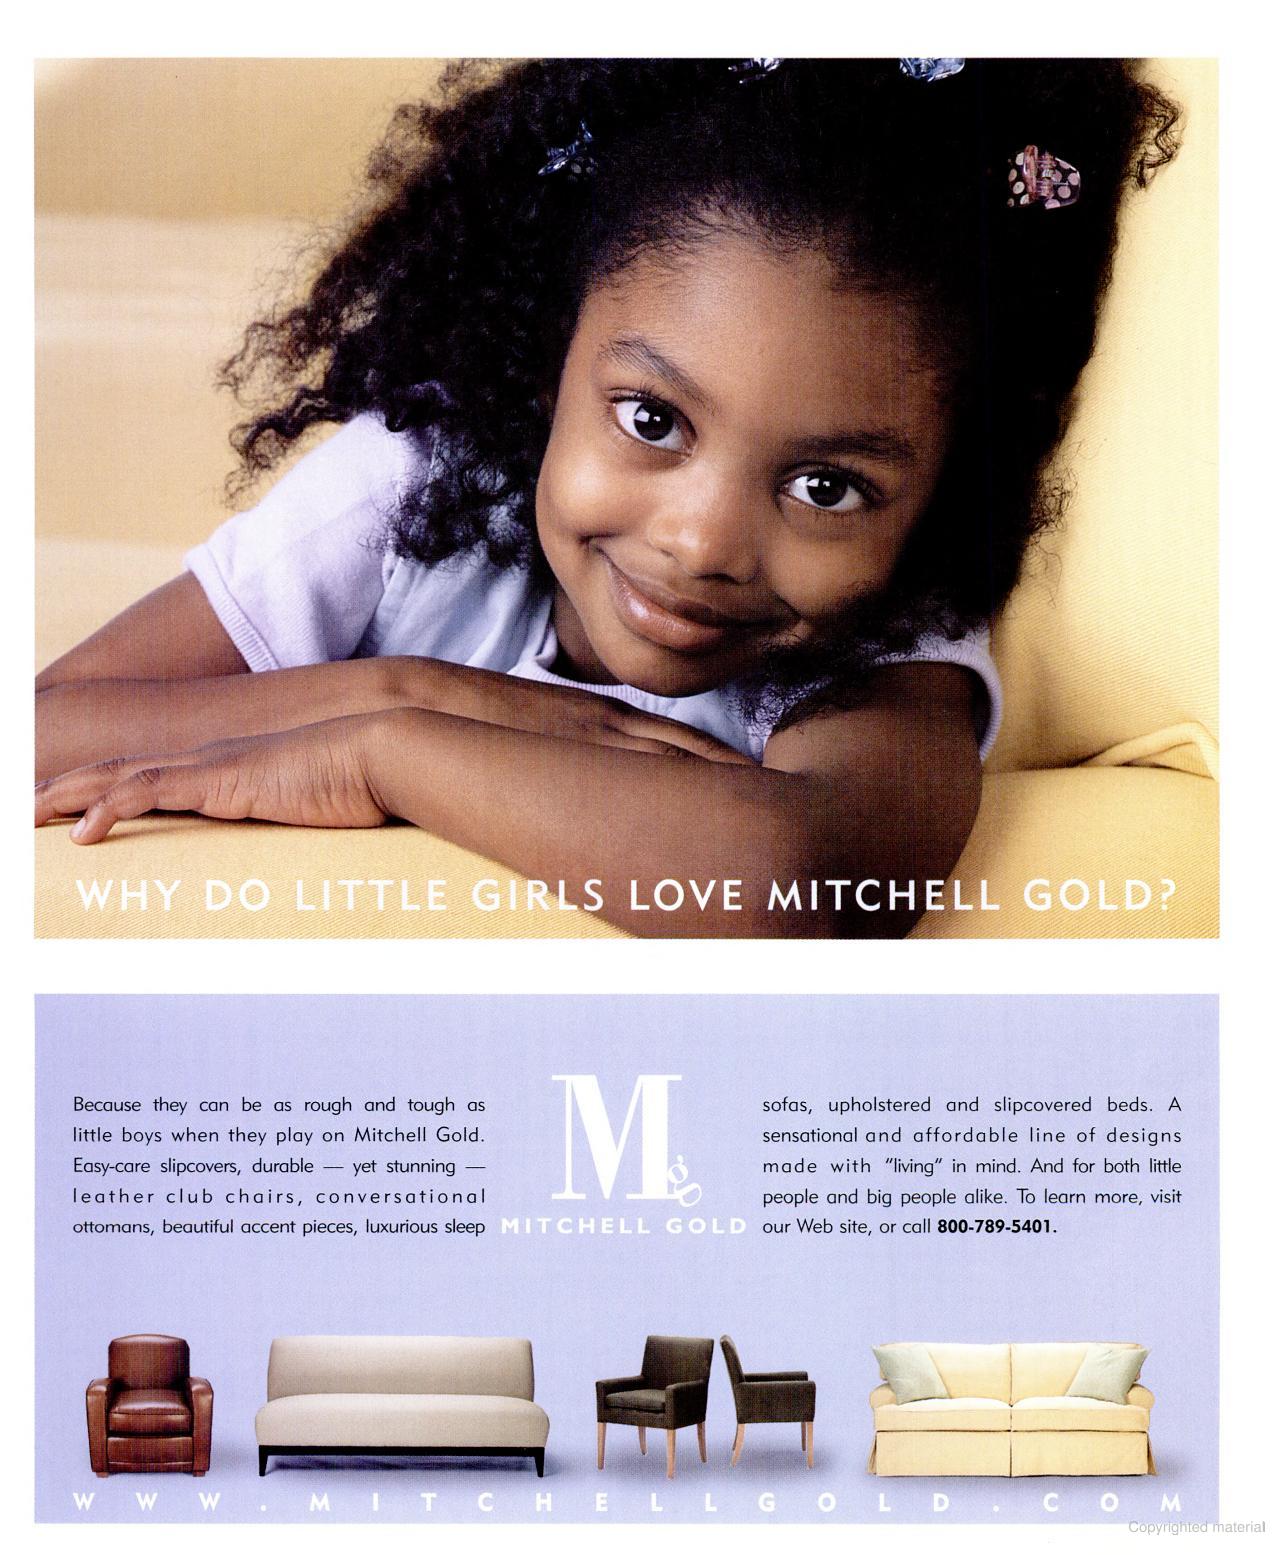 WHY DO LITTLE GIRLS LOVE MITCHELL GOLD?
Because they can be as rough and tough as
little boys when they play on Mitchell Gold.
Easy-care slipcovers, durable — yet stunning —
leather club chairs, conversational
ottomans, beautiful accent pieces, luxurious sleep
Mg
MITCHELL GOLD
sofas, upholstered and slipcovered beds. A
sensational and affordable line of designs
made with "living" in mind. And for both little
people and big people alike. To learn more, visit
our Web site, or call 800-789-5401.
WWW.MITCHELLGOLD.COM
Copyrighted material